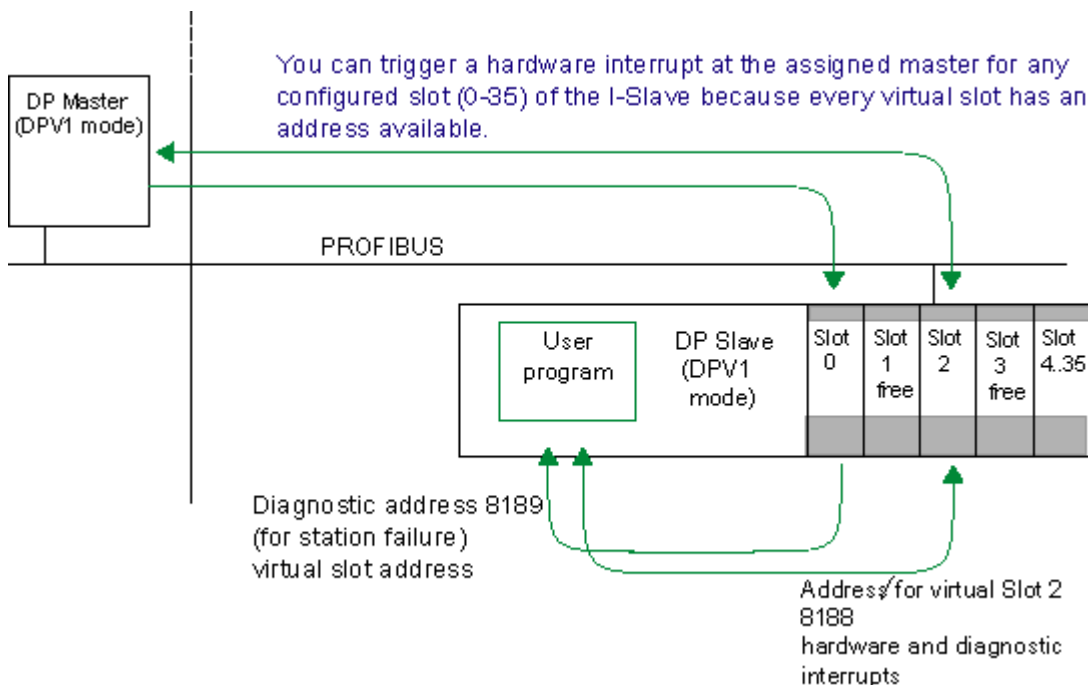 You can trigger a hardware interrupt at the assigned master for any
configured slot (0-35) of the I-Slave because every virtual slot has an
address available.
DP Master
(DPV1 mode)
PROFIBUS
User
program
DP Slave
(DPV1
mode)
Slot
0
Slot
1
free
Slot
2
Slot
3
free
Slot
4..35
Diagnostic address 8189
(for station failure)
virtual slot address
Address for virtual Slot 2
8188
hardware and diagnostic
interrupts